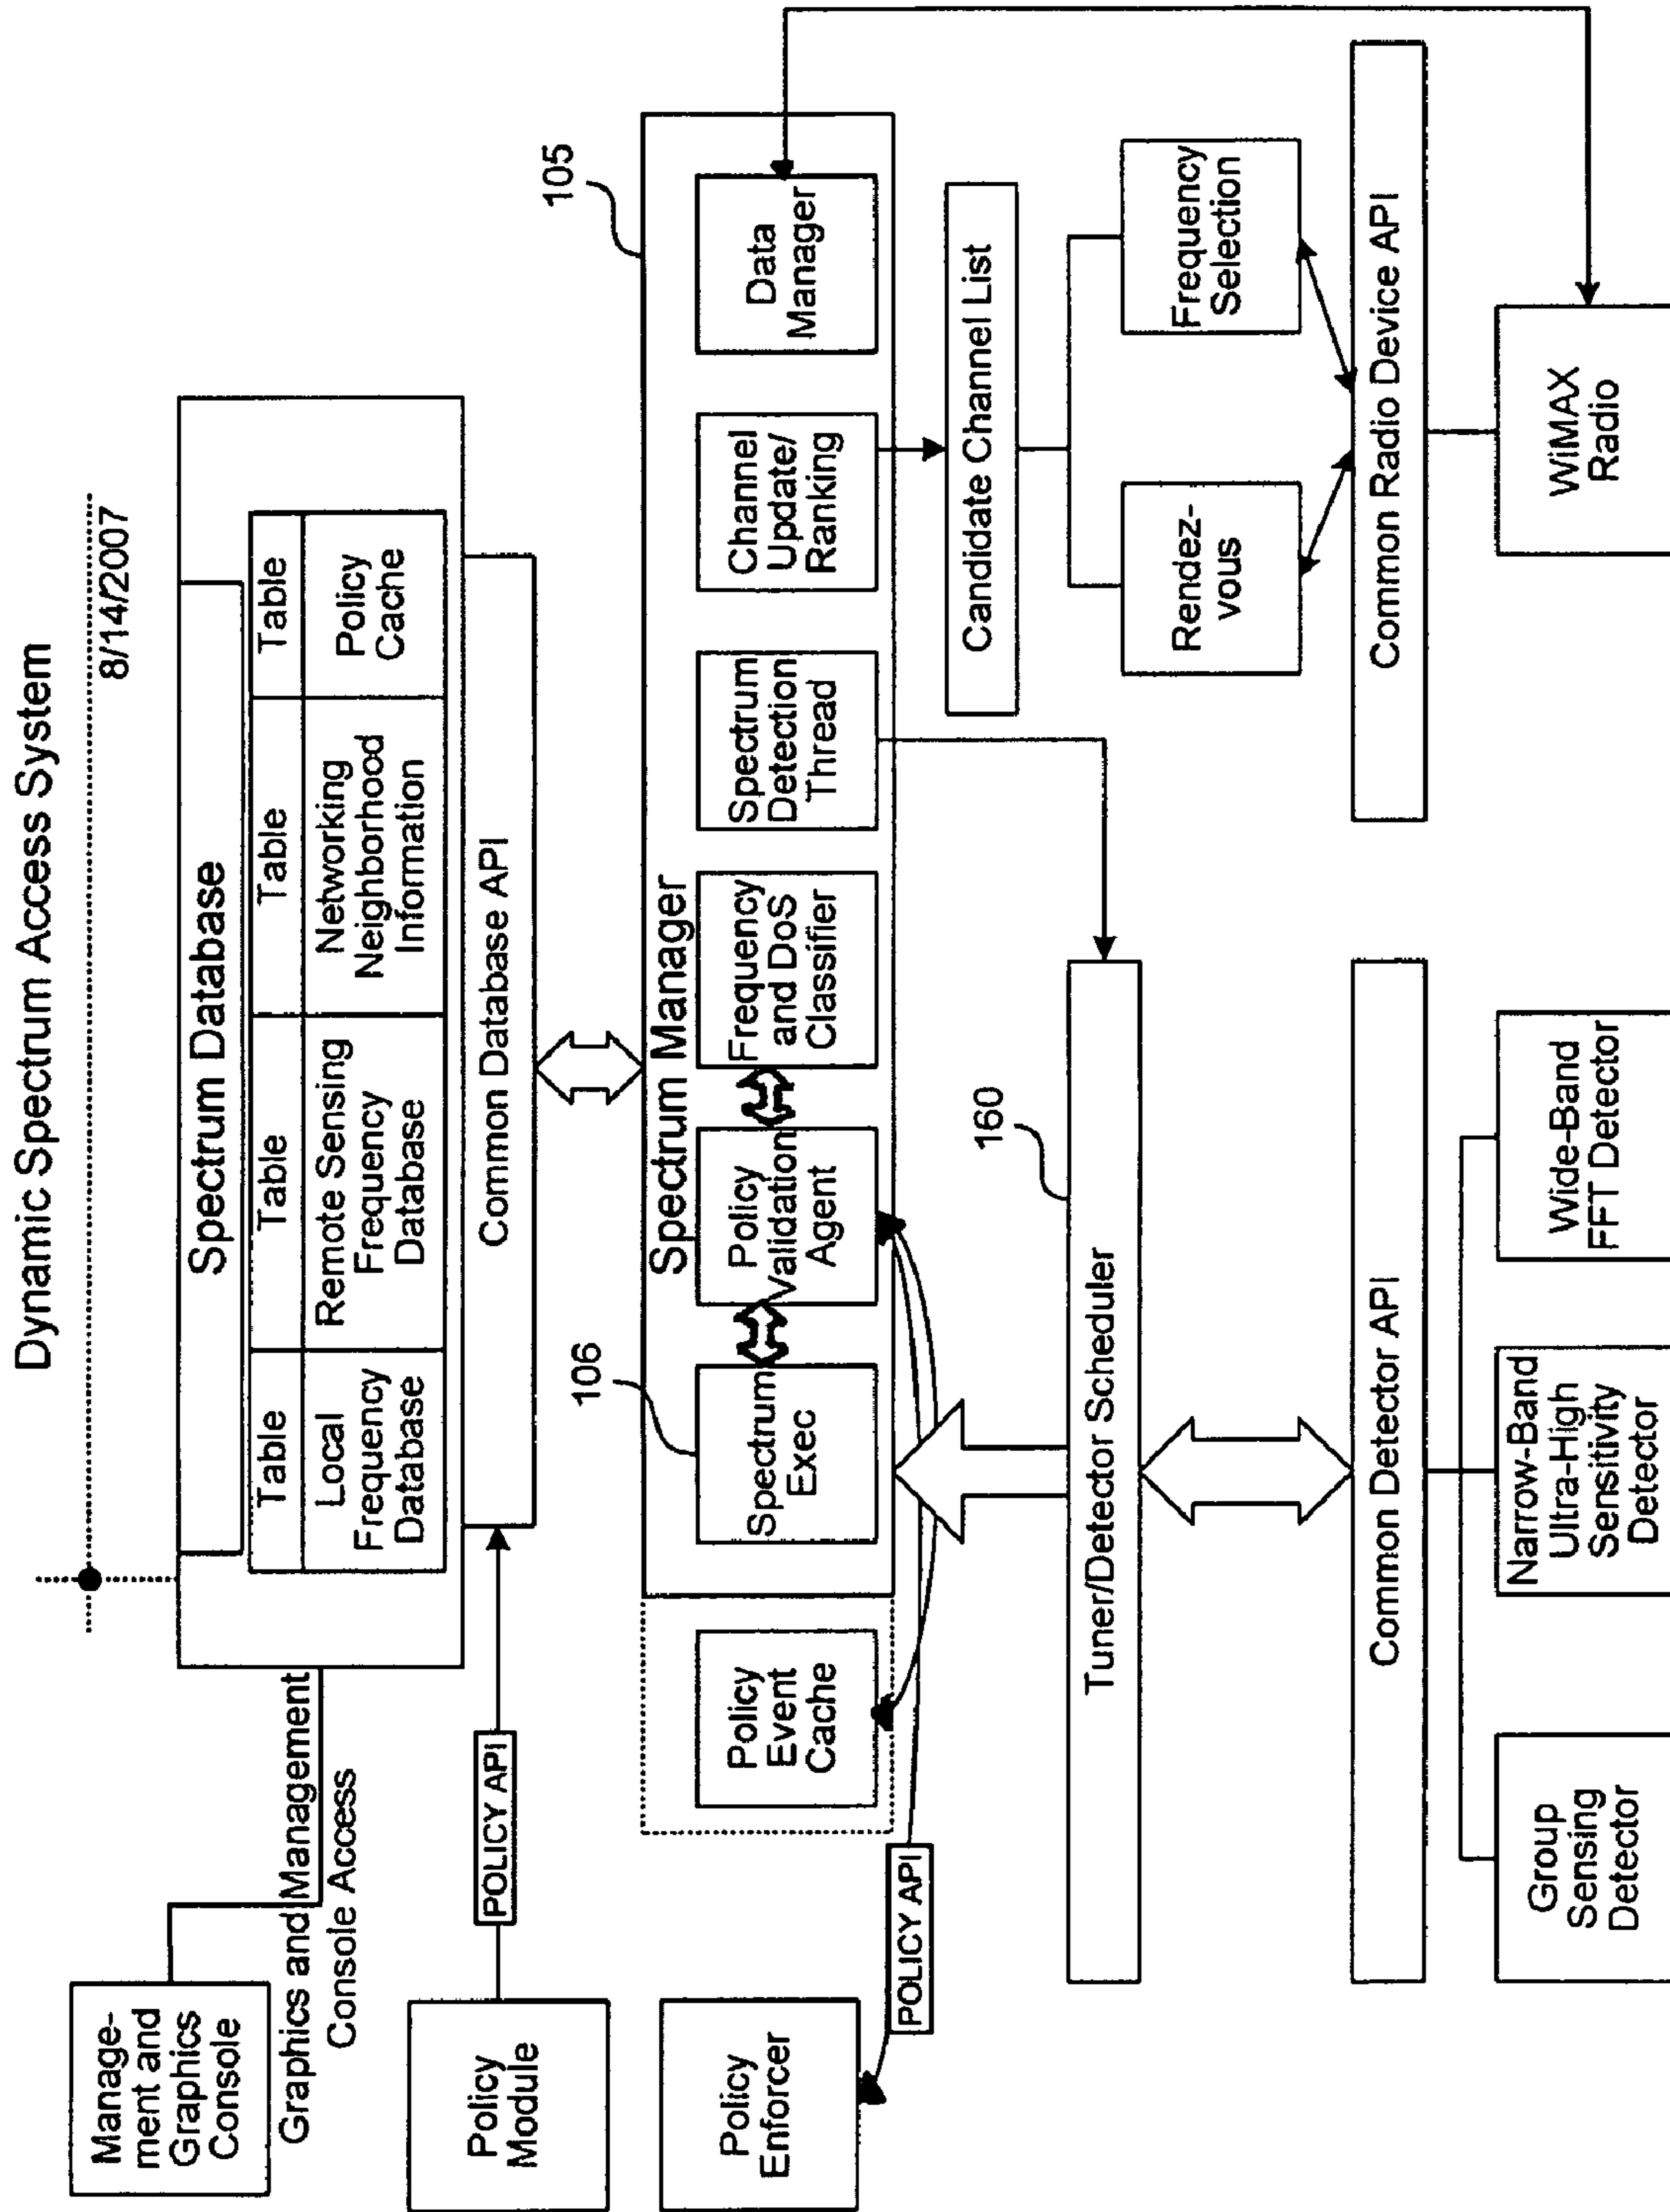 Dynamic Spectrum Access System
8/14/2007
Manage-
ment and
Graphics
Console
Graphics and Management
Console Access
Spectrum Database
Table
Local
Frequency
Database
Table
Remote Sensing
Frequency
Database
Table
Networking
Neighborhood
Information
Table
Policy
Cache
Common Database API
Policy
Module
POLICY API
Policy
Enforcer
POLICY API
Policy
Event
Cache
106
105
Spectrum Manager
Spectrum
Exec
Policy
Validation
Agent
Frequency
and DoS
Classifier
Spectrum
Detection
Thread
Channel
Update/
Ranking
Data
Manager
Candidate Channel List
160
Tuner/Detector Scheduler
Rendez-
vous
Frequency
Selection
Common Detector API
Common Radio Device API
Group
Sensing
Detector
Narrow-Band
Ultra-High
Sensitivity
Detector
Wide-Band
FFT Detector
WiMAX
Radio